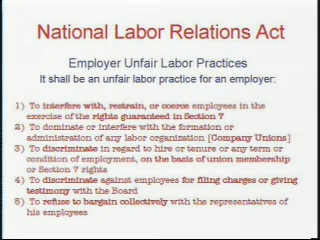 National Labor Relations Act
Employer Unfair Labor Practices
It shall be an unfair labor practice for an employer:
1) To interfere with, restrain, or coerce employees in the
exercise of the rights guaranteed in Section 7
2) To dominate or interfere with the formation or
administration of any labor organization [Company Unions]
3) To discriminate in regard to hire or tenure or any term or
condition of employment, on the basis of union membership
or Section 7 rights
4) To discriminate against employees for filing charges or giving
testimony with the Board
5) To refuse to bargain collectively with the representatives of
his employees